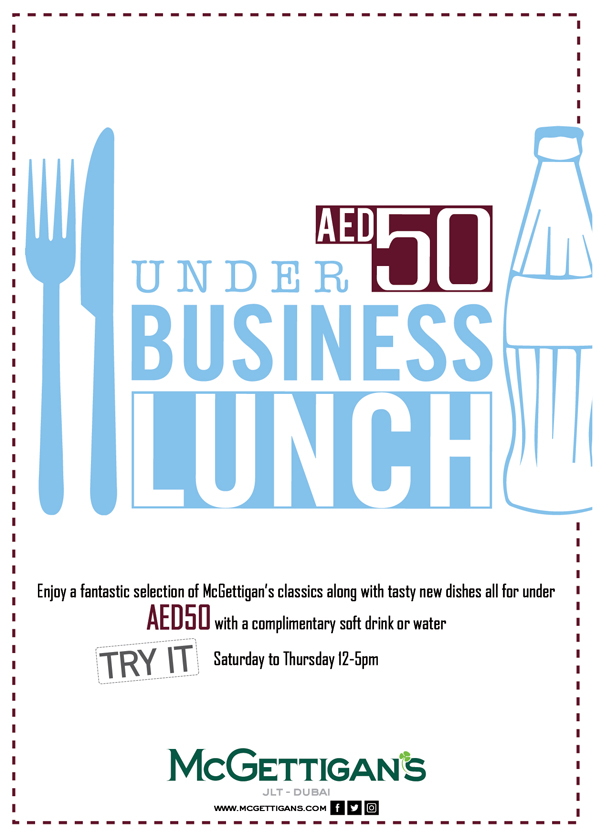 AED50
UNDER
BUSINESS
LUNCH
Enjoy a fantastic selection of McGettigan's classics along with tasty new dishes all for under
AED50 with a complimentary soft drink or water
TRY IT Saturday to Thursday 12-5pm
McGETTIGAN'S
JLT - DUBAI
WWW.MCGETTIGANS.COM